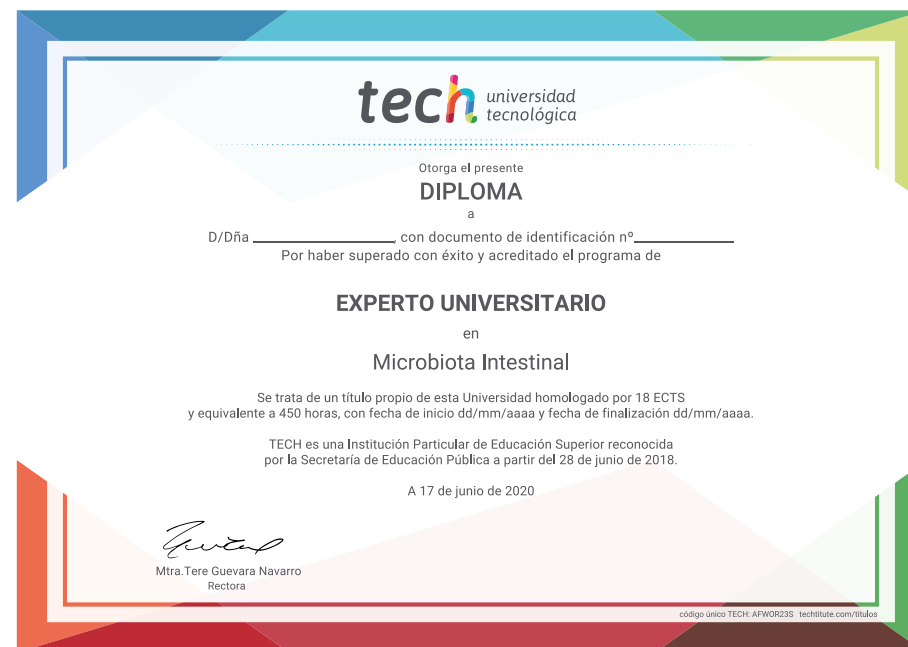 tech universidad
tecnológica
Otorga el presente
DIPLOMA
a
D/Dña ________________, con documento de identificación nº____________
Por haber superado con éxito y acreditado el programa de
EXPERTO UNIVERSITARIO
en
Microbiota Intestinal
Se trata de un título propio de esta Universidad homologado por 18 ECTS
y equivalente a 450 horas, con fecha de inicio dd/mm/aaaa y fecha de finalización dd/mm/aaaa.
TECH es una Institución Particular de Educación Superior reconocida
por la Secretaría de Educación Pública a partir del 28 de junio de 2018.
A 17 de junio de 2020
Mtra.Tere Guevara Navarro
Rectora
código único TECH: AFWOR23S techtitute.com/titulos